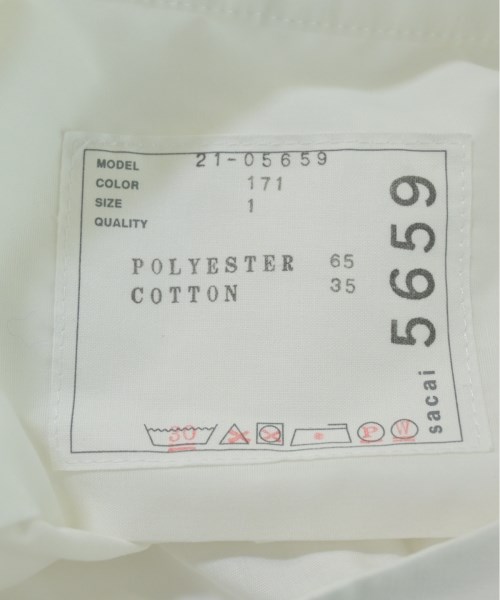 MODEL 21-05659
COLOR 171
SIZE 1
QUALITY
POLYESTER 65
COTTON 35
30
P
W
sacai 5659